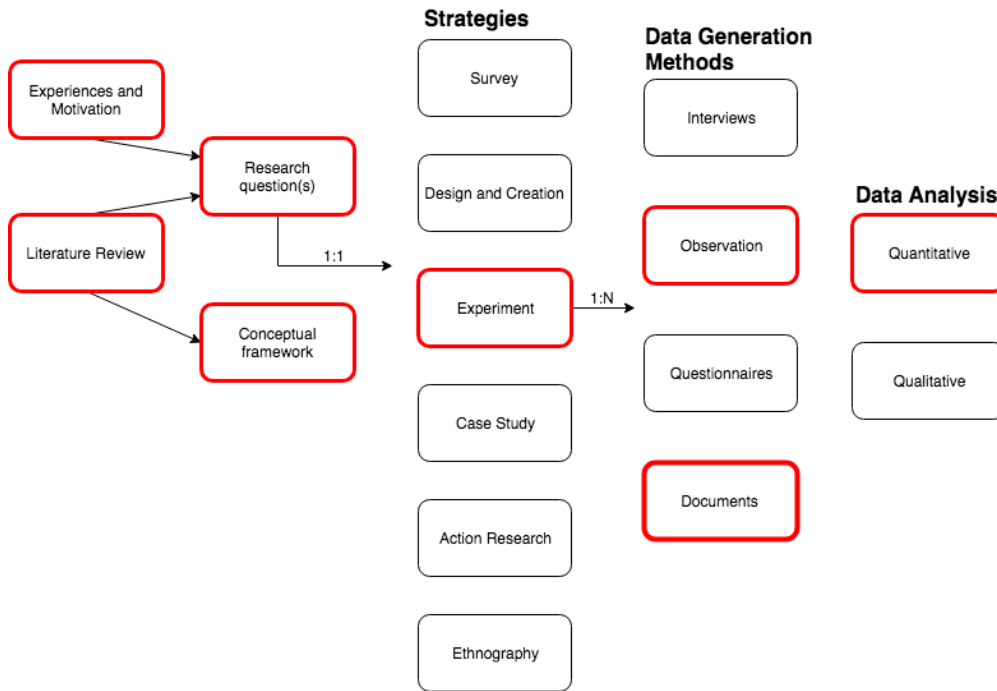 Strategies
Data Generation
Methods
Data Analysis
Experiences and
Motivation
Literature Review
Research
question(s)
Conceptual
framework
1:1
Survey
Design and Creation
Experiment
Case Study
Action Research
Ethnography
1:N
Interviews
Observation
Questionnaires
Documents
Quantitative
Qualitative